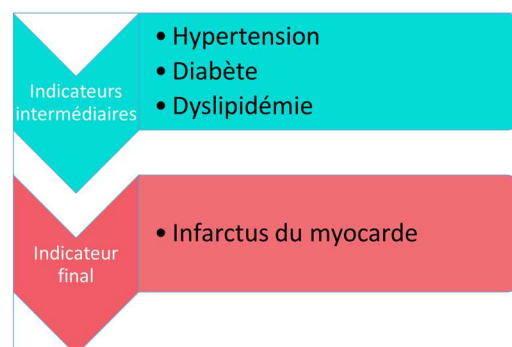 Indicateurs
intermédiaires
• Hypertension
• Diabète
• Dyslipidémie
Indicateur
final
• Infarctus du myocarde